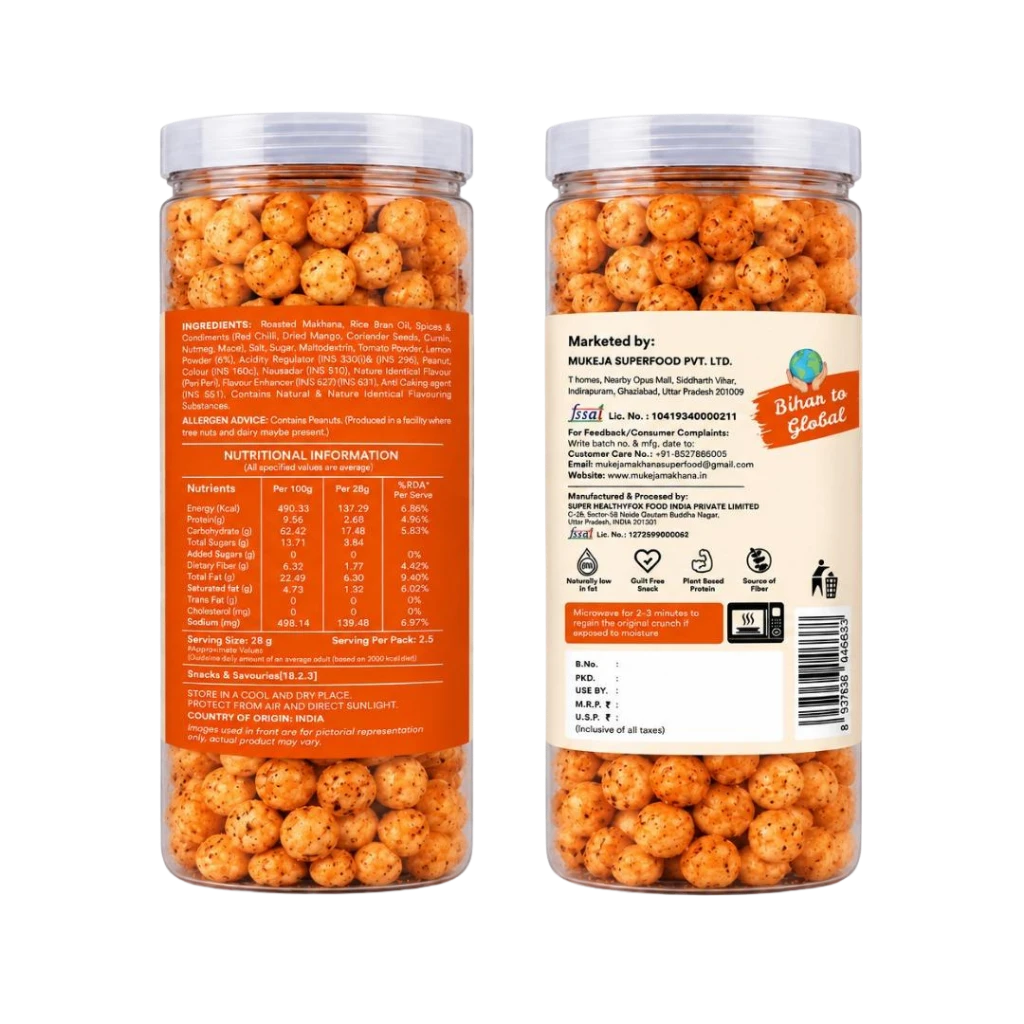 INGREDIENTS: Roasted Makhana, Rice Bran Oil, Spices &
Condiments (Red Chilli, Dried Mango, Coriander Seeds, Cumin,
Nutmeg, Mace), Salt, Sugar, Maltodextrin, Tomato Powder, Lemon
Powder (6%), Acidity Regulator (INS 330(i)& (INS 296), Peanut,
Colour (INS 160c), Nausadar (INS 510), Nature Identical Flavour
(Peri Peri), Flavour Enhancer (INS 627) (INS 631), Anti Caking agent
(INS 551). Contains Natural & Nature Identical Flavouring
Substances.
ALLERGEN ADVICE: Contains Peanuts. (Produced in a facility where
tree nuts and dairy maybe present.)
NUTRITIONAL INFORMATION
(All specified values are average)
Nutrients Per 100g Per 28g %RDA*
Per Serve
Energy (Kcal) 490.33 137.29 6.86%
Protein(g) 9.56 2.68 4.96%
Carbohydrate (g) 62.42 17.48 5.83%
Total Sugars (g) 13.71 3.84
Added Sugars (g) 0 0 0%
Dietary Fiber (g) 6.32 1.77 4.42%
Total Fat (g) 22.49 6.30 9.40%
Saturated fat (g) 4.73 1.32 6.02%
Trans Fat (g) 0 0 0%
Cholesterol (mg) 0 0 0%
Sodium (mg) 498.14 139.48 6.97%
Serving Size: 28 g Serving Per Pack: 2.5
*Approximate Values
(Guideline daily amount of an average adult (based on 2000 kcal diet)
Snacks & Savouries[18.2.3]
STORE IN A COOL AND DRY PLACE.
PROTECT FROM AIR AND DIRECT SUNLIGHT.
COUNTRY OF ORIGIN: INDIA
Images used in front are for pictorial representation
only, actual product may vary.
Marketed by:
MUKEJA SUPERFOOD PVT. LTD.
T homes, Nearby Opus Mall, Siddharth Vihar,
Indirapuram, Ghaziabad, Uttar Pradesh 201009
fssai Lic. No. : 10419340000211
Bihar to
Global
For Feedback/Consumer Complaints:
Write batch no. & mfg. date to:
Customer Care No.: +91-8527866005
Email: mukejamakhanasuperfood@gmail.com
Website: www.mukejamakhana.in
Manufactured & Procesed by:
SUPER HEALTHYFOX FOOD INDIA PRIVATE LIMITED
C-26, Sector-58 Noida Gautam Buddha Nagar,
Uttar Pradesh, INDIA 201301
fssai Lic. No.: 1272599000062
Naturally low
in fat
Guilt Free
Snack
Plant Based
Protein
Source of
Fiber
Microwave for 2-3 minutes to
regain the original crunch if
exposed to moisture
B.No. :
PKD. :
USE BY. :
M.R.P. ₹ :
U.S.P. ₹ :
(Inclusive of all taxes)
8 937636 046633